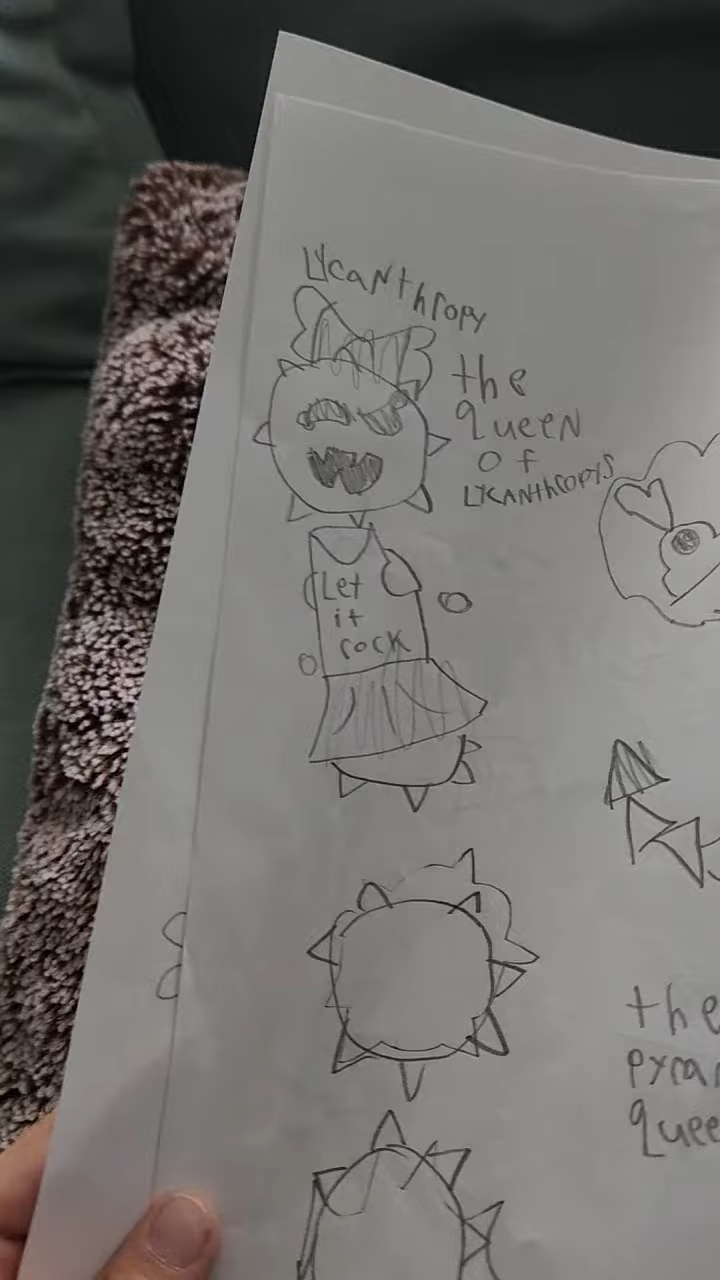 Lycanthropy
the
queen
of
Lycanthropys
Let
it
rock
the
pyra
quee